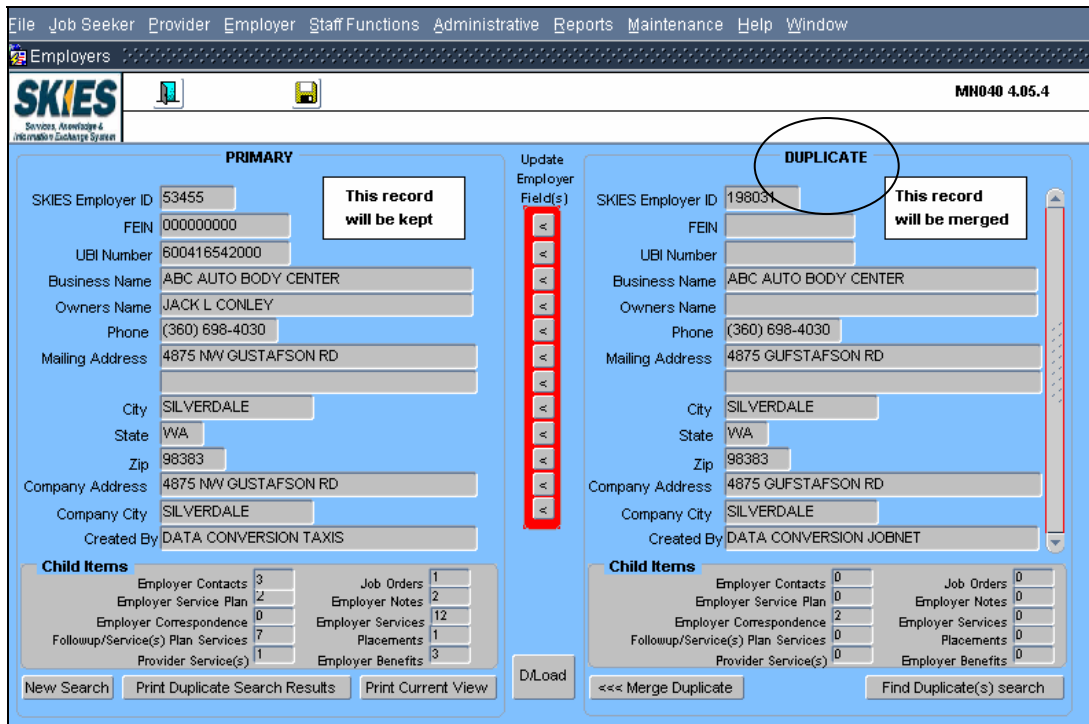 File Job Seeker Provider Employer Staff Functions Administrative Reports Maintenance Help Window
Employers
SKIES
Services, Knowledge &
Information Exchange System
MN040 4.05.4
PRIMARY
SKIES Employer ID 53455
This record
will be kept
FEIN 000000000
UBI Number 600416542000
Business Name ABC AUTO BODY CENTER
Owners Name JACK L CONLEY
Phone (360) 698-4030
Mailing Address 4875 NW GUSTAFSON RD
City SILVERDALE
State WA
Zip 98383
Company Address 4875 NW GUSTAFSON RD
Company City SILVERDALE
Created By DATA CONVERSION TAXIS
Child Items
Employer Contacts 3 Job Orders 1
Employer Service Plan 2 Employer Notes 2
Employer Correspondence 0 Employer Services 12
Followup/Service(s) Plan Services 7 Placements 1
Provider Service(s) 1 Employer Benefits 3
New Search Print Duplicate Search Results Print Current View
Update
Employer
Field(s)
<
<
<
<
<
<
<
<
<
<
<
<
D/Load
DUPLICATE
SKIES Employer ID 198031
This record
will be merged
FEIN
UBI Number
Business Name ABC AUTO BODY CENTER
Owners Name
Phone (360) 698-4030
Mailing Address 4875 GUFSTAFSON RD
City SILVERDALE
State WA
Zip 98383
Company Address 4875 GUFSTAFSON RD
Company City SILVERDALE
Created By DATA CONVERSION JOBNET
Child Items
Employer Contacts 0 Job Orders 0
Employer Service Plan 0 Employer Notes 0
Employer Correspondence 2 Employer Services 0
Followup/Service(s) Plan Services 0 Placements 0
Provider Service(s) 0 Employer Benefits 0
<<< Merge Duplicate Find Duplicate(s) search